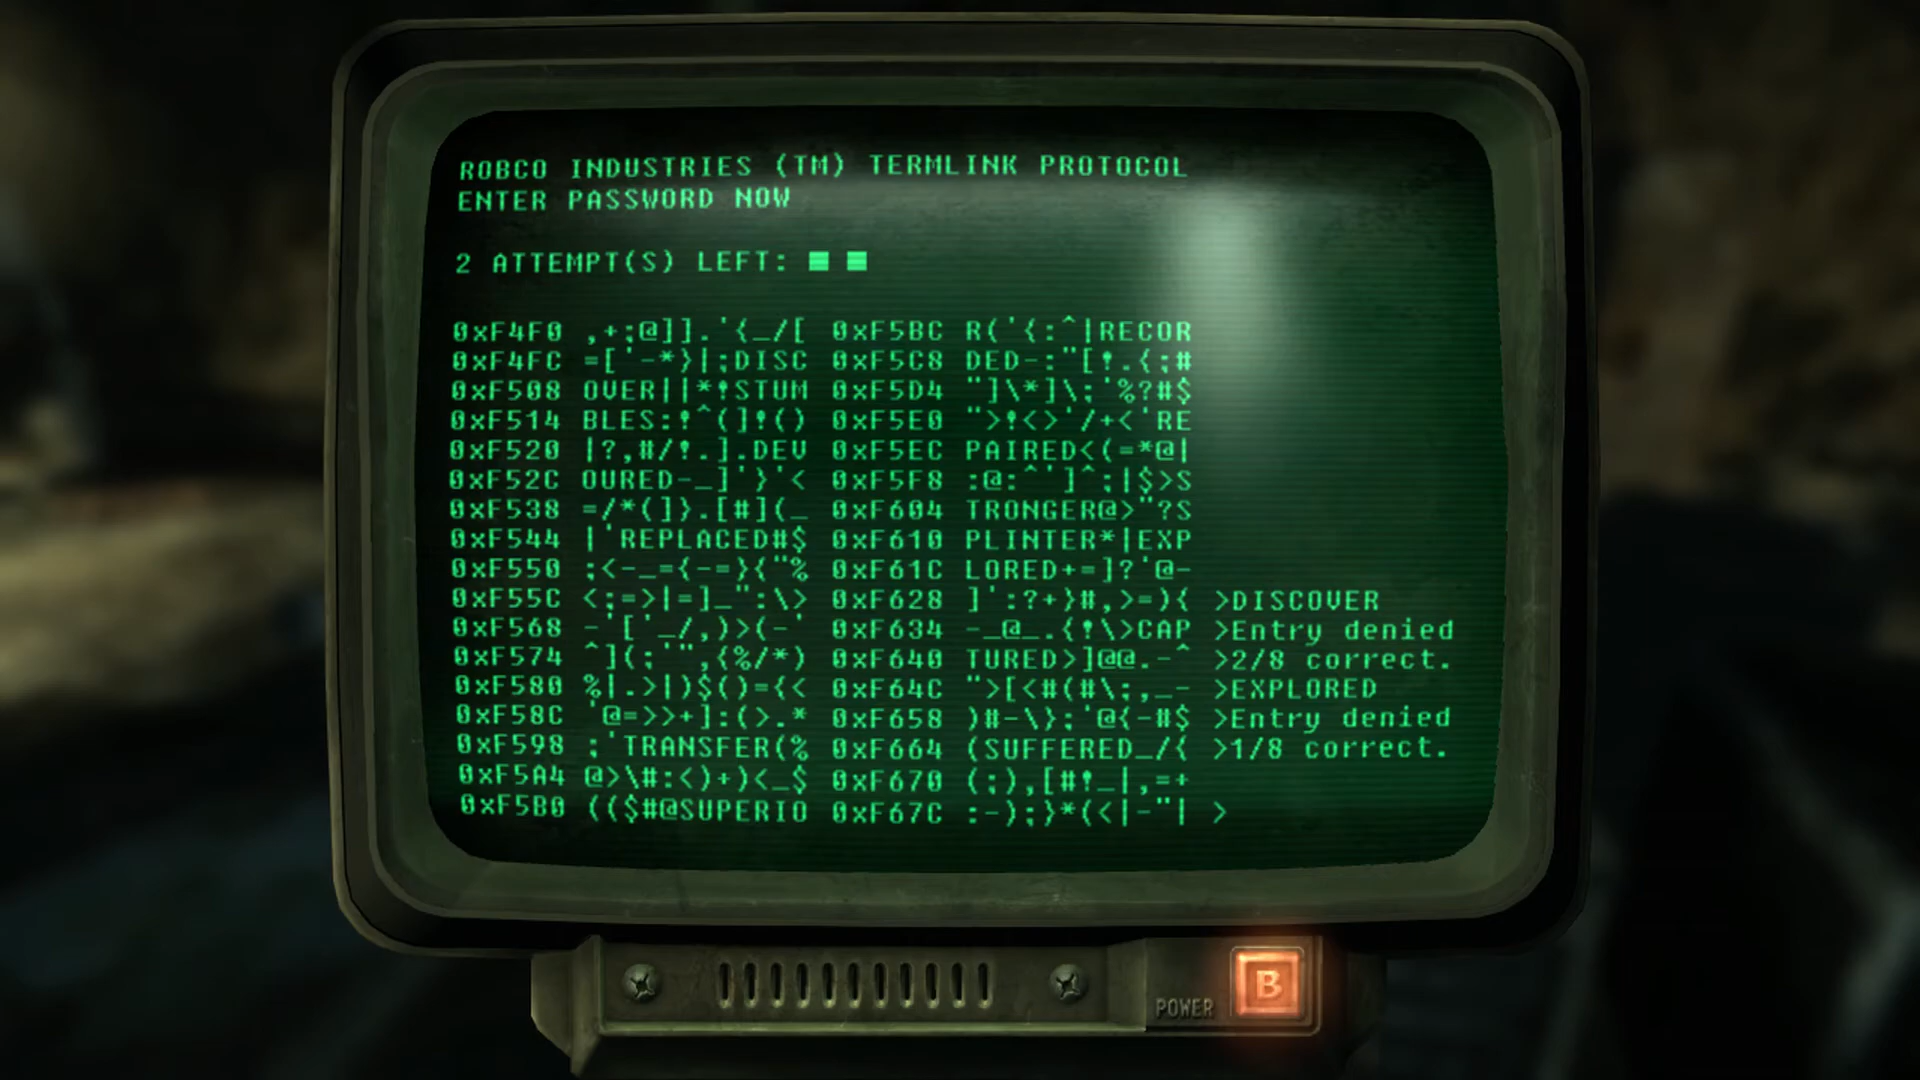 ROBCO INDUSTRIES (TM) TERMLINK PROTOCOL
ENTER PASSWORD NOW
2 ATTEMPT(S) LEFT: ■ ■
0xF4F0 ,+;@]].'{_/[ 0xF5BC R('{:^|RECOR
0xF4FC =['-*}|;DISC 0xF5C8 DED-:"[!.{;#
0xF508 OVER||*!STUM 0xF5D4 "]\*]\;'%?#$
0xF514 BLES:!^(]!() 0xF5E0 ">!<>'/+<'RE
0xF520 |?,#/!.].DEV 0xF5EC PAIRED<(=*@|
0xF52C OURED-_]'}'< 0xF5F8 :@:^']^;|$>S
0xF538 =/*(]}.[#](_ 0xF604 TRONGER@>"?S
0xF544 |'REPLACED#$ 0xF610 PLINTER*|EXP
0xF550 ;<-_={-=}{"% 0xF61C LORED+=]?'@-
0xF55C <;=>|=]_":\> 0xF628 ]':?+}#,>=){ >DISCOVER
0xF568 -'['_/,)>(-' 0xF634 -_@_.{!\>CAP >Entry denied
0xF574 ^](;'",{%/*) 0xF640 TURED>]@@.-^ >2/8 correct.
0xF580 %|.>|)$()={< 0xF64C ">[<#(#\;,_- >EXPLORED
0xF58C '@=>>+]:(>.* 0xF658 )#-\};'@{-#$ >Entry denied
0xF598 ;'TRANSFER(% 0xF664 (SUFFERED_/{ >1/8 correct.
0xF5A4 @>\#:<)+)<_$ 0xF670 (;),[#!_|,=+
0xF5B0 (($#@SUPERIO 0xF67C :-);}*(<|-"| >
POWER B